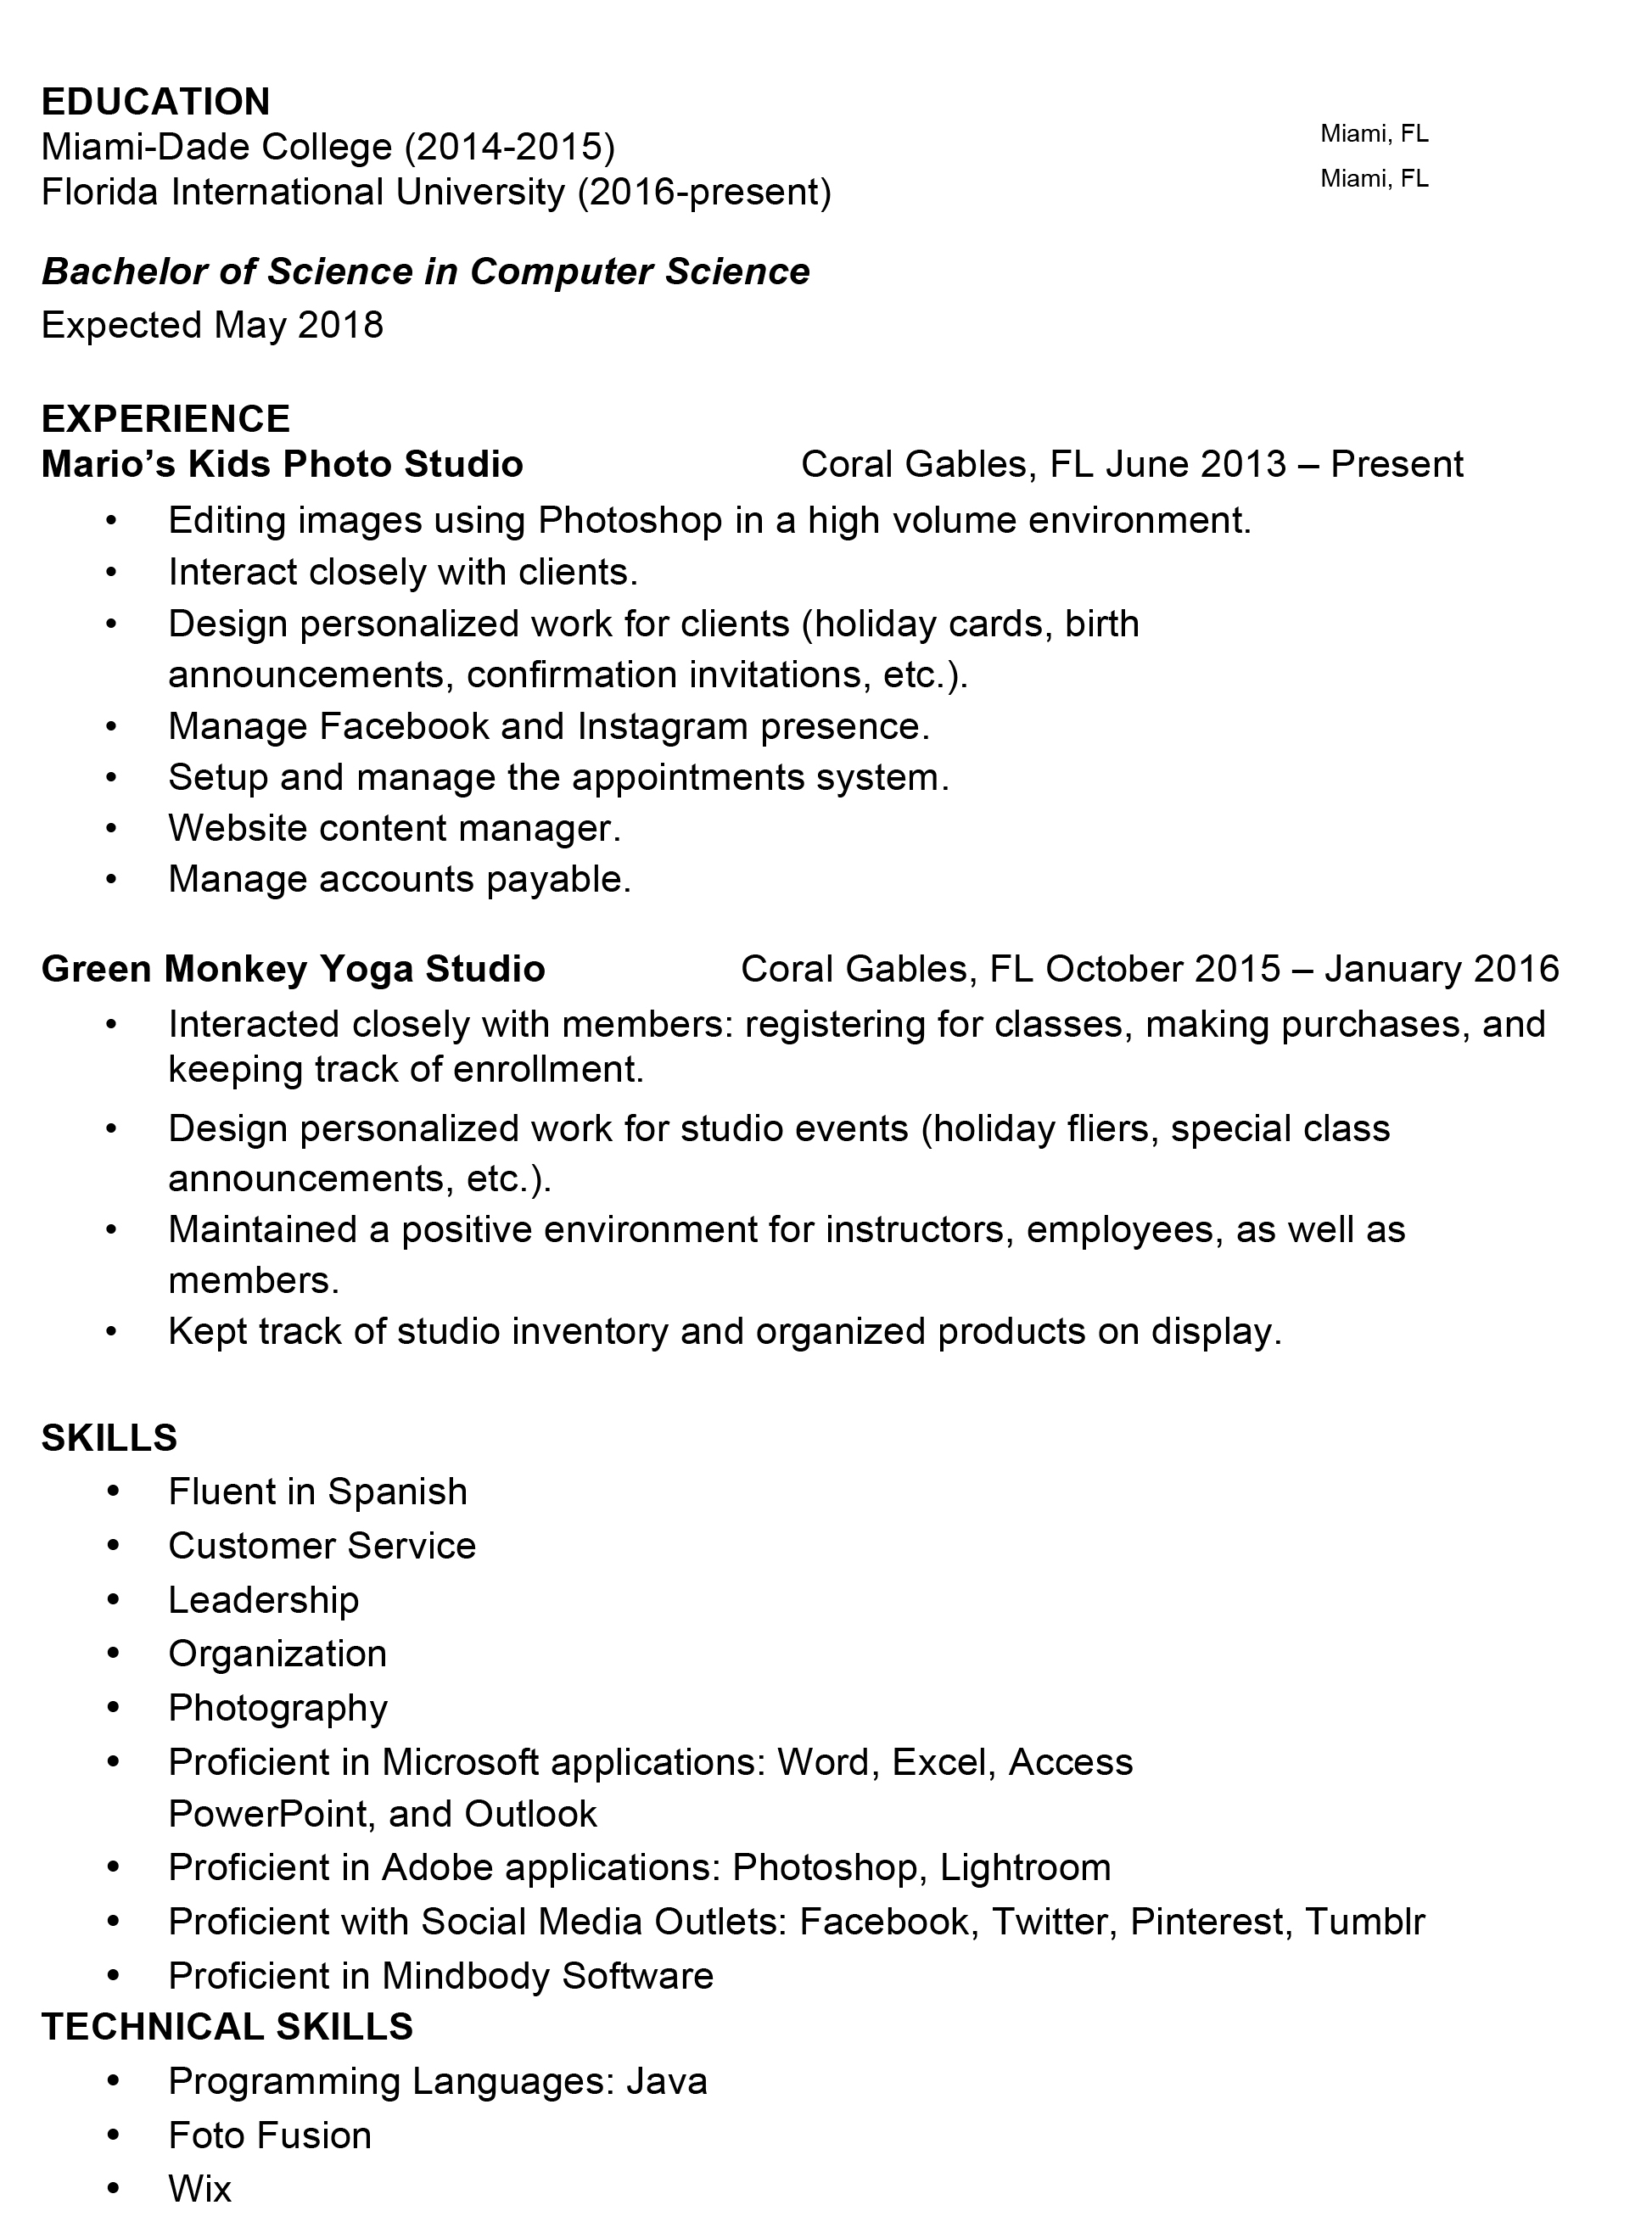 EDUCATION
Miami-Dade College (2014-2015) Miami, FL
Florida International University (2016-present) Miami, FL
Bachelor of Science in Computer Science
Expected May 2018
EXPERIENCE
Mario’s Kids Photo Studio Coral Gables, FL June 2013 – Present
• Editing images using Photoshop in a high volume environment.
• Interact closely with clients.
• Design personalized work for clients (holiday cards, birth
announcements, confirmation invitations, etc.).
• Manage Facebook and Instagram presence.
• Setup and manage the appointments system.
• Website content manager.
• Manage accounts payable.
Green Monkey Yoga Studio Coral Gables, FL October 2015 – January 2016
• Interacted closely with members: registering for classes, making purchases, and
keeping track of enrollment.
• Design personalized work for studio events (holiday fliers, special class
announcements, etc.).
• Maintained a positive environment for instructors, employees, as well as
members.
• Kept track of studio inventory and organized products on display.
SKILLS
• Fluent in Spanish
• Customer Service
• Leadership
• Organization
• Photography
• Proficient in Microsoft applications: Word, Excel, Access
PowerPoint, and Outlook
• Proficient in Adobe applications: Photoshop, Lightroom
• Proficient with Social Media Outlets: Facebook, Twitter, Pinterest, Tumblr
• Proficient in Mindbody Software
TECHNICAL SKILLS
• Programming Languages: Java
• Foto Fusion
• Wix